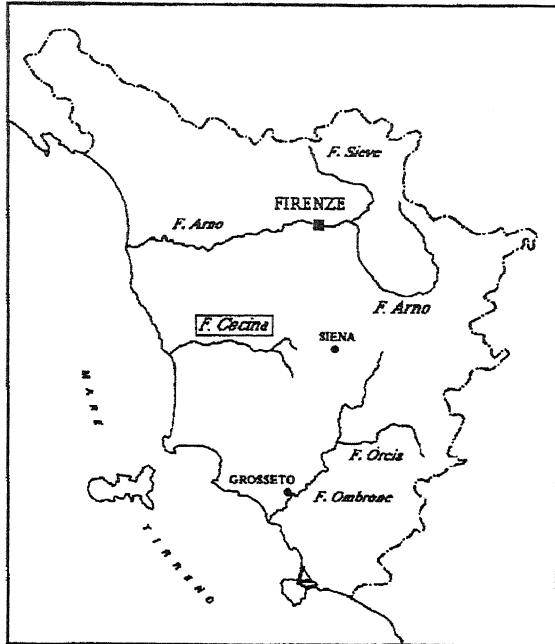 F. Sieve
FIRENZE
F. Arno
F. Arno
F. Cecina
SIENA
MARE
F. Orcia
GROSSETO
F. Ombrone
TIRRENO